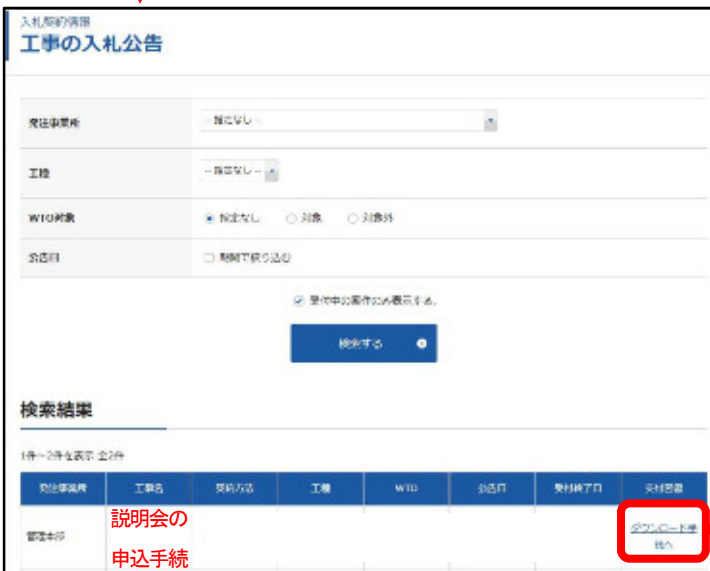 入札契約情報
工事の入札公告
発注事業所
--指定なし--
工種
--指定なし--
WTO対象
指定なし 対象 対象外
公告日
期間で絞り込む
受付中の案件のみ表示する。
検索する
検索結果
1件~2件を表示 全2件
発注事業所 工事名 契約方法 工種 WTO 公告日 受付終了日 交付図書
管理本部
説明会の
申込手続
ダウンロード手
続へ